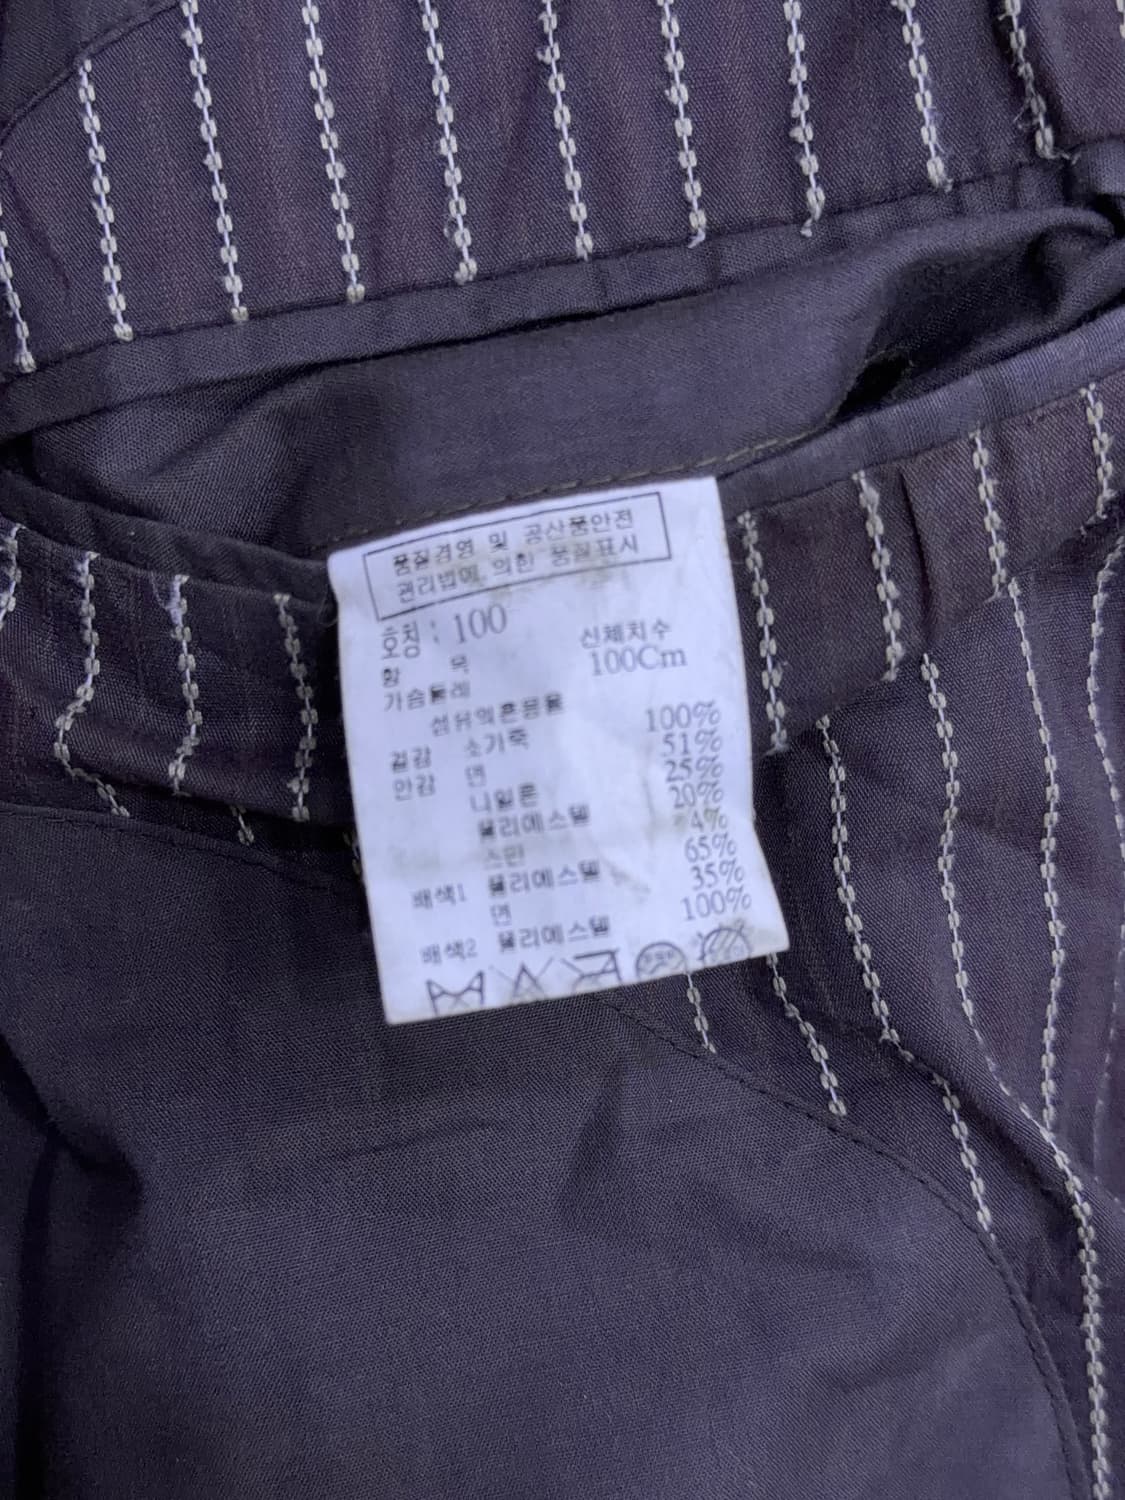 품질경영 및 공산품안전
관리법에 의한 품질표시
호칭 : 100
신체치수
항 목
100Cm
가슴둘레
섬유의혼용율
겉감 소가죽 100%
안감 면 51%
나일론 25%
폴리에스텔 20%
스판 4%
배색1 폴리에스텔 65%
면 35%
배색2 폴리에스텔 100%